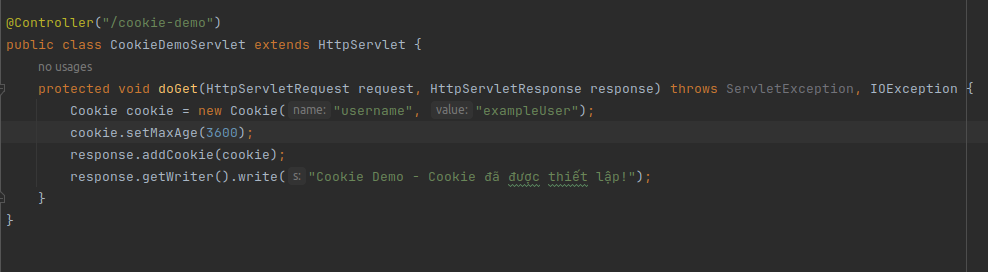 @Controller("/cookie-demo")
public class CookieDemoServlet extends HttpServlet {
no usages
protected void doGet(HttpServletRequest request, HttpServletResponse response) throws ServletException, IOException {
Cookie cookie = new Cookie( name: "username", value: "exampleUser");
cookie.setMaxAge(3600);
response.addCookie(cookie);
response.getWriter().write( s: "Cookie Demo - Cookie đã được thiết lập!");
}
}